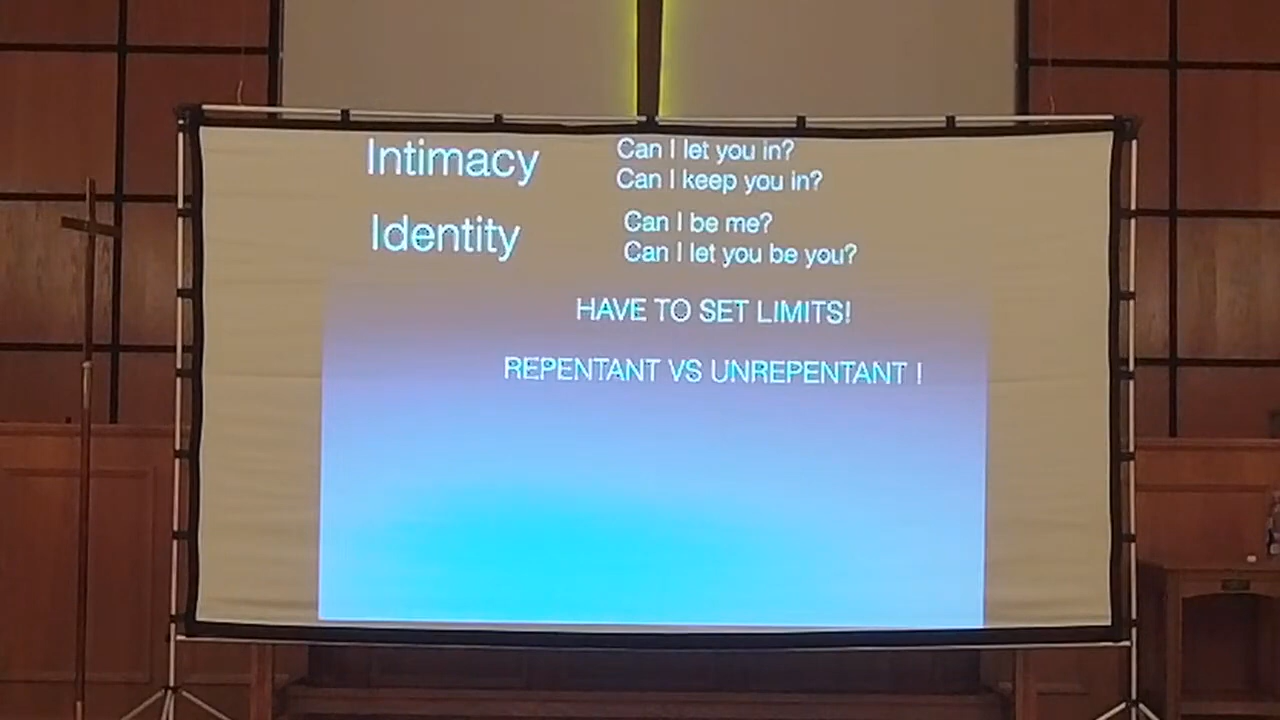 Intimacy
Can I let you in?
Can I keep you in?
Identity
Can I be me?
Can I let you be you?
HAVE TO SET LIMITS!
REPENTANT VS UNREPENTANT !